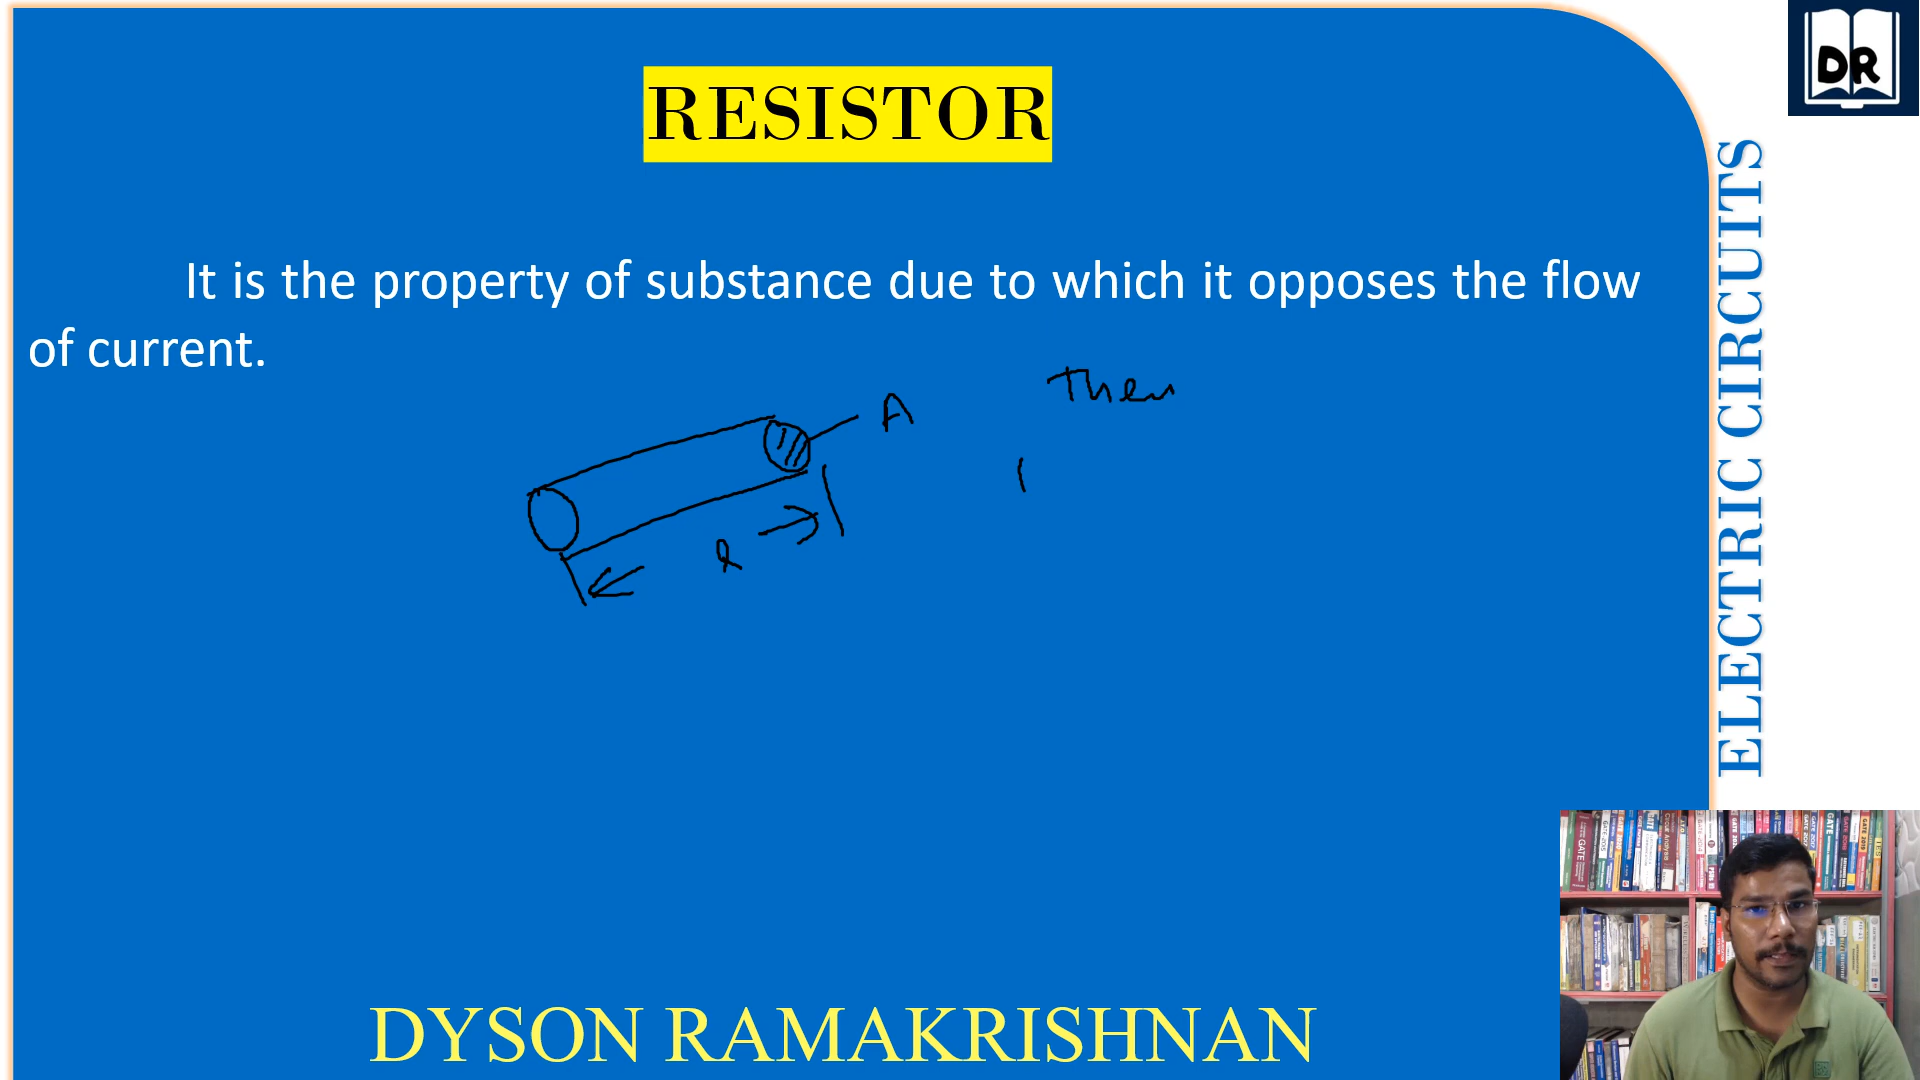 DR
RESISTOR
ELECTRIC CIRCUITS
It is the property of substance due to which it opposes the flow
of current.
Then
A
l
DYSON RAMAKRISHNAN